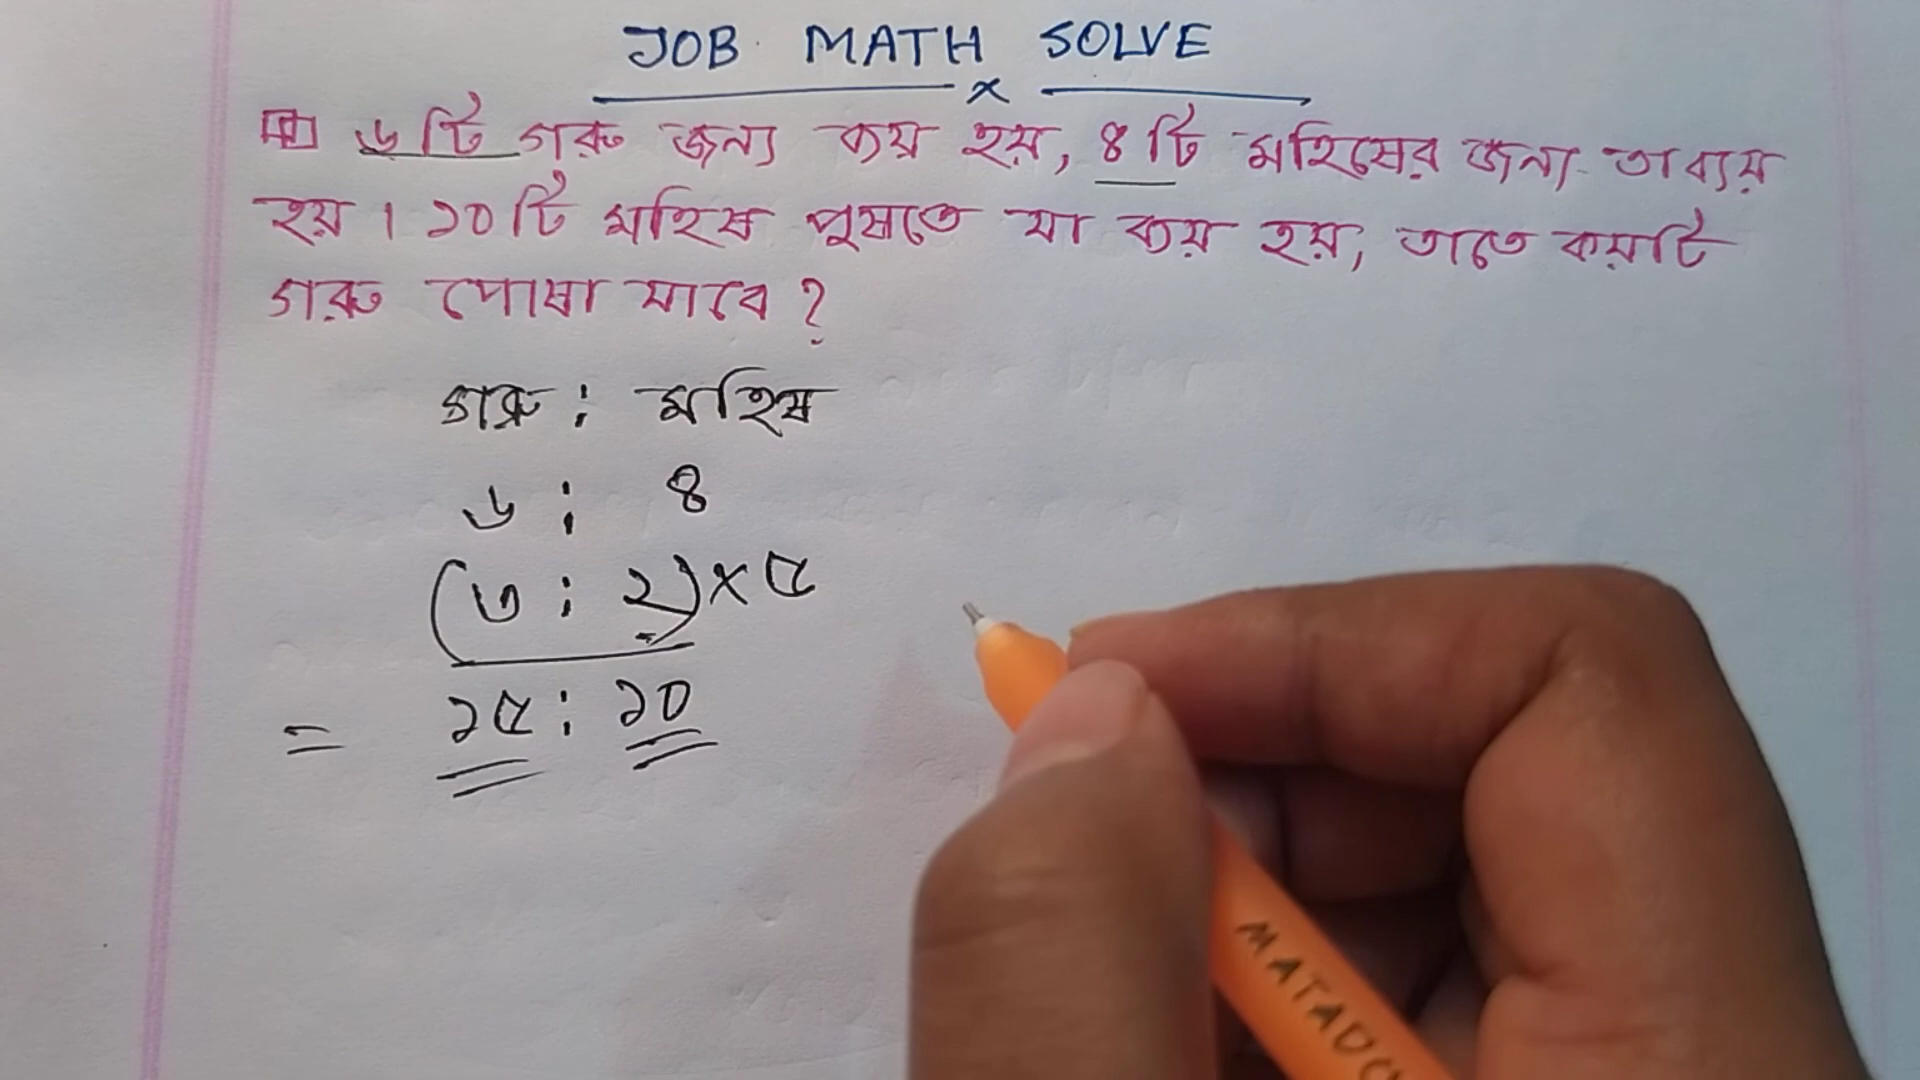 JOB MATH SOLVE
x
৬টি গরু জন্য ব্যয় হয়, ৪টি মহিষের জন্য তা ব্যয়
হয়। ১০টি মহিষ পুষতে যা ব্যয় হয়, তাতে কয়টি
গরু পোষা যাবে?
গরু : মহিষ
৬ : ৪
(৩ : ২)×৫
= ১৫ : ১০
MATADO